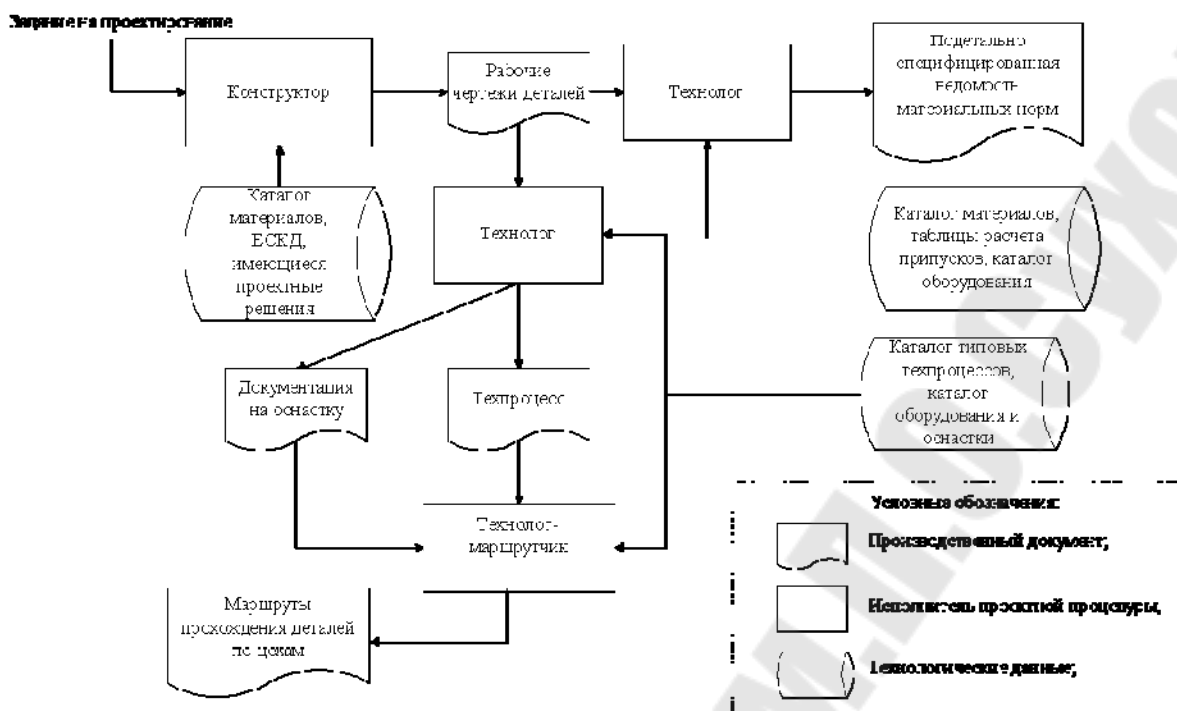 Задание на проектирование
Конструктор
Рабочие
чертежи деталей
Технолог
Подетально
специфицированная
ведомость
материальных норм
Каталог
материалов,
ЕСКД,
имеющиеся
проектные
решения
Технолог
Каталог материалов,
таблицы расчета
припусков, каталог
оборудования
Документация
на оснастку
Техпроцесс
Каталог типовых
техпроцессов,
каталог
оборудования и
оснастки
Технолог-
маршрутчик
Маршруты
прохождения деталей
по цехам
Условные обозначения:
Производственный документ;
Исполнитель проектной процедуры;
Технологические данные;